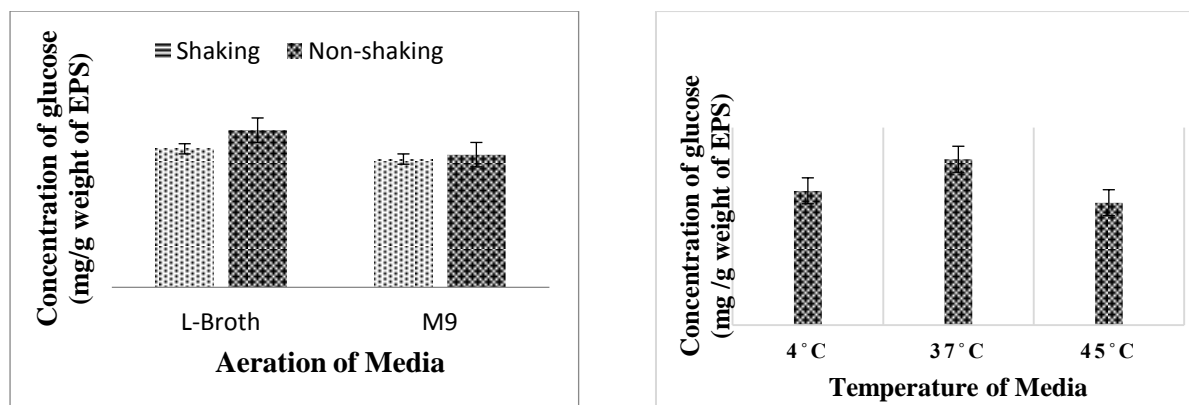 Shaking Non-shaking
Concentration of glucose
(mg/g weight of EPS)
L-Broth M9
Aeration of Media
Concentration of glucose
(mg /g weight of EPS)
4°C 37°C 45°C
Temperature of Media